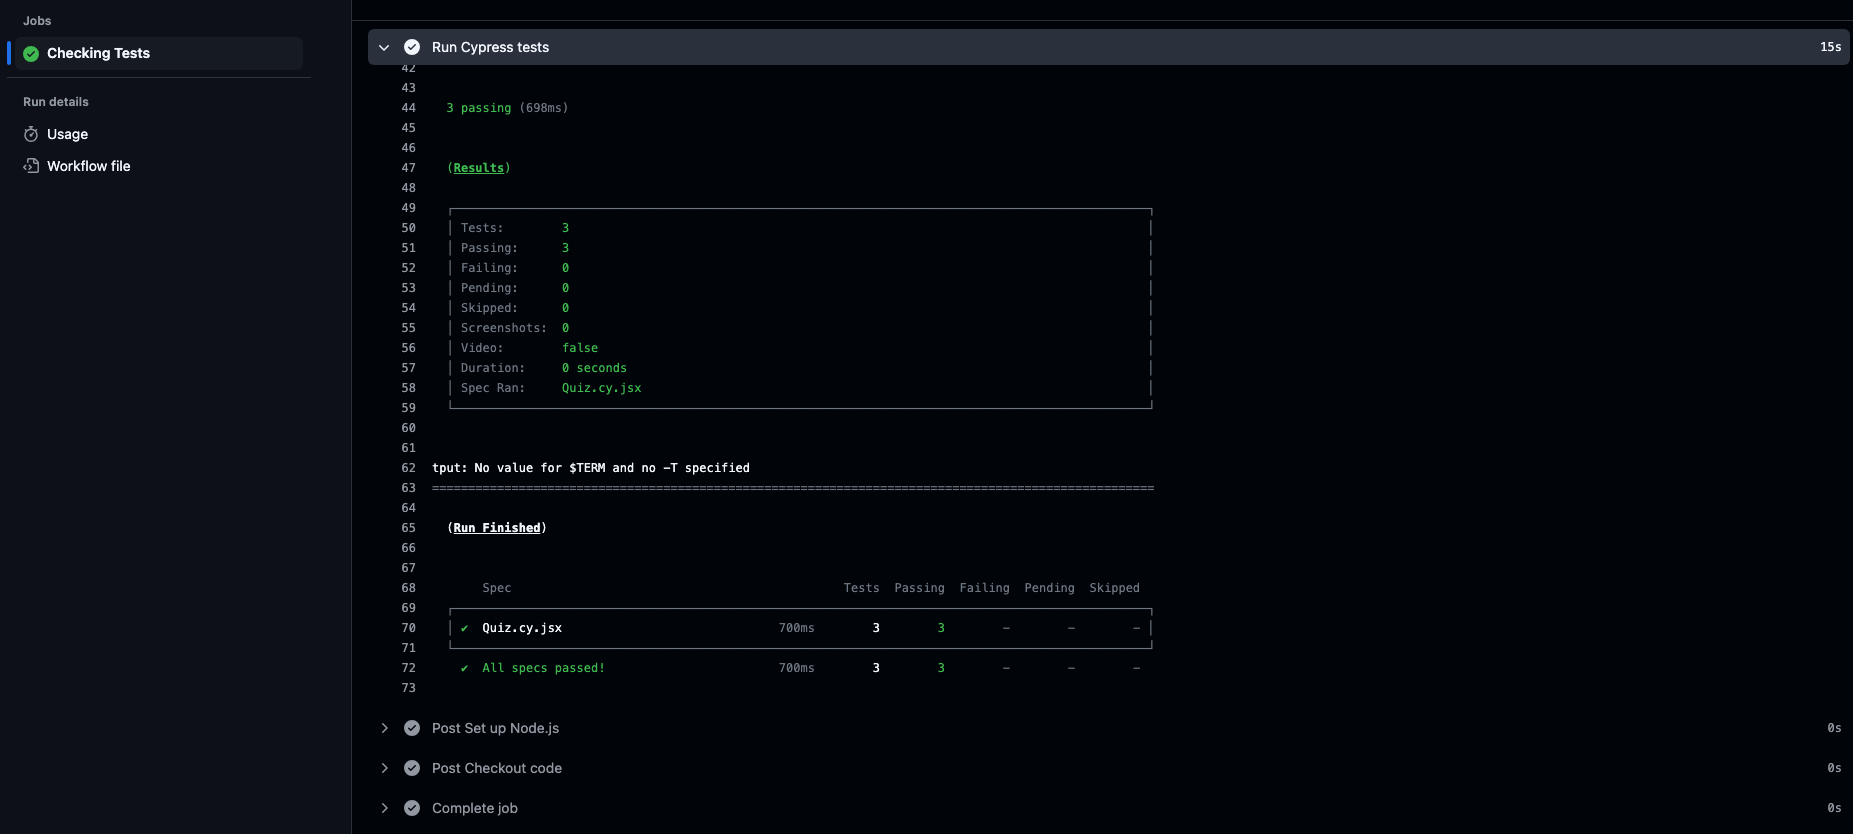 Jobs
Checking Tests
Run details
Usage
Workflow file
Run Cypress tests 15s
42
43
44 3 passing (698ms)
45
46
47 (Results)
48
49
50 Tests: 3
51 Passing: 3
52 Failing: 0
53 Pending: 0
54 Skipped: 0
55 Screenshots: 0
56 Video: false
57 Duration: 0 seconds
58 Spec Ran: Quiz.cy.jsx
59
60
61
62 tput: No value for $TERM and no -T specified
63 ====================================================================================================
64
65 (Run Finished)
66
67
68 Spec Tests Passing Failing Pending Skipped
69
70 ✔ Quiz.cy.jsx 700ms 3 3 - - -
71
72 ✔ All specs passed! 700ms 3 3 - - -
73
Post Set up Node.js 0s
Post Checkout code 0s
Complete job 0s